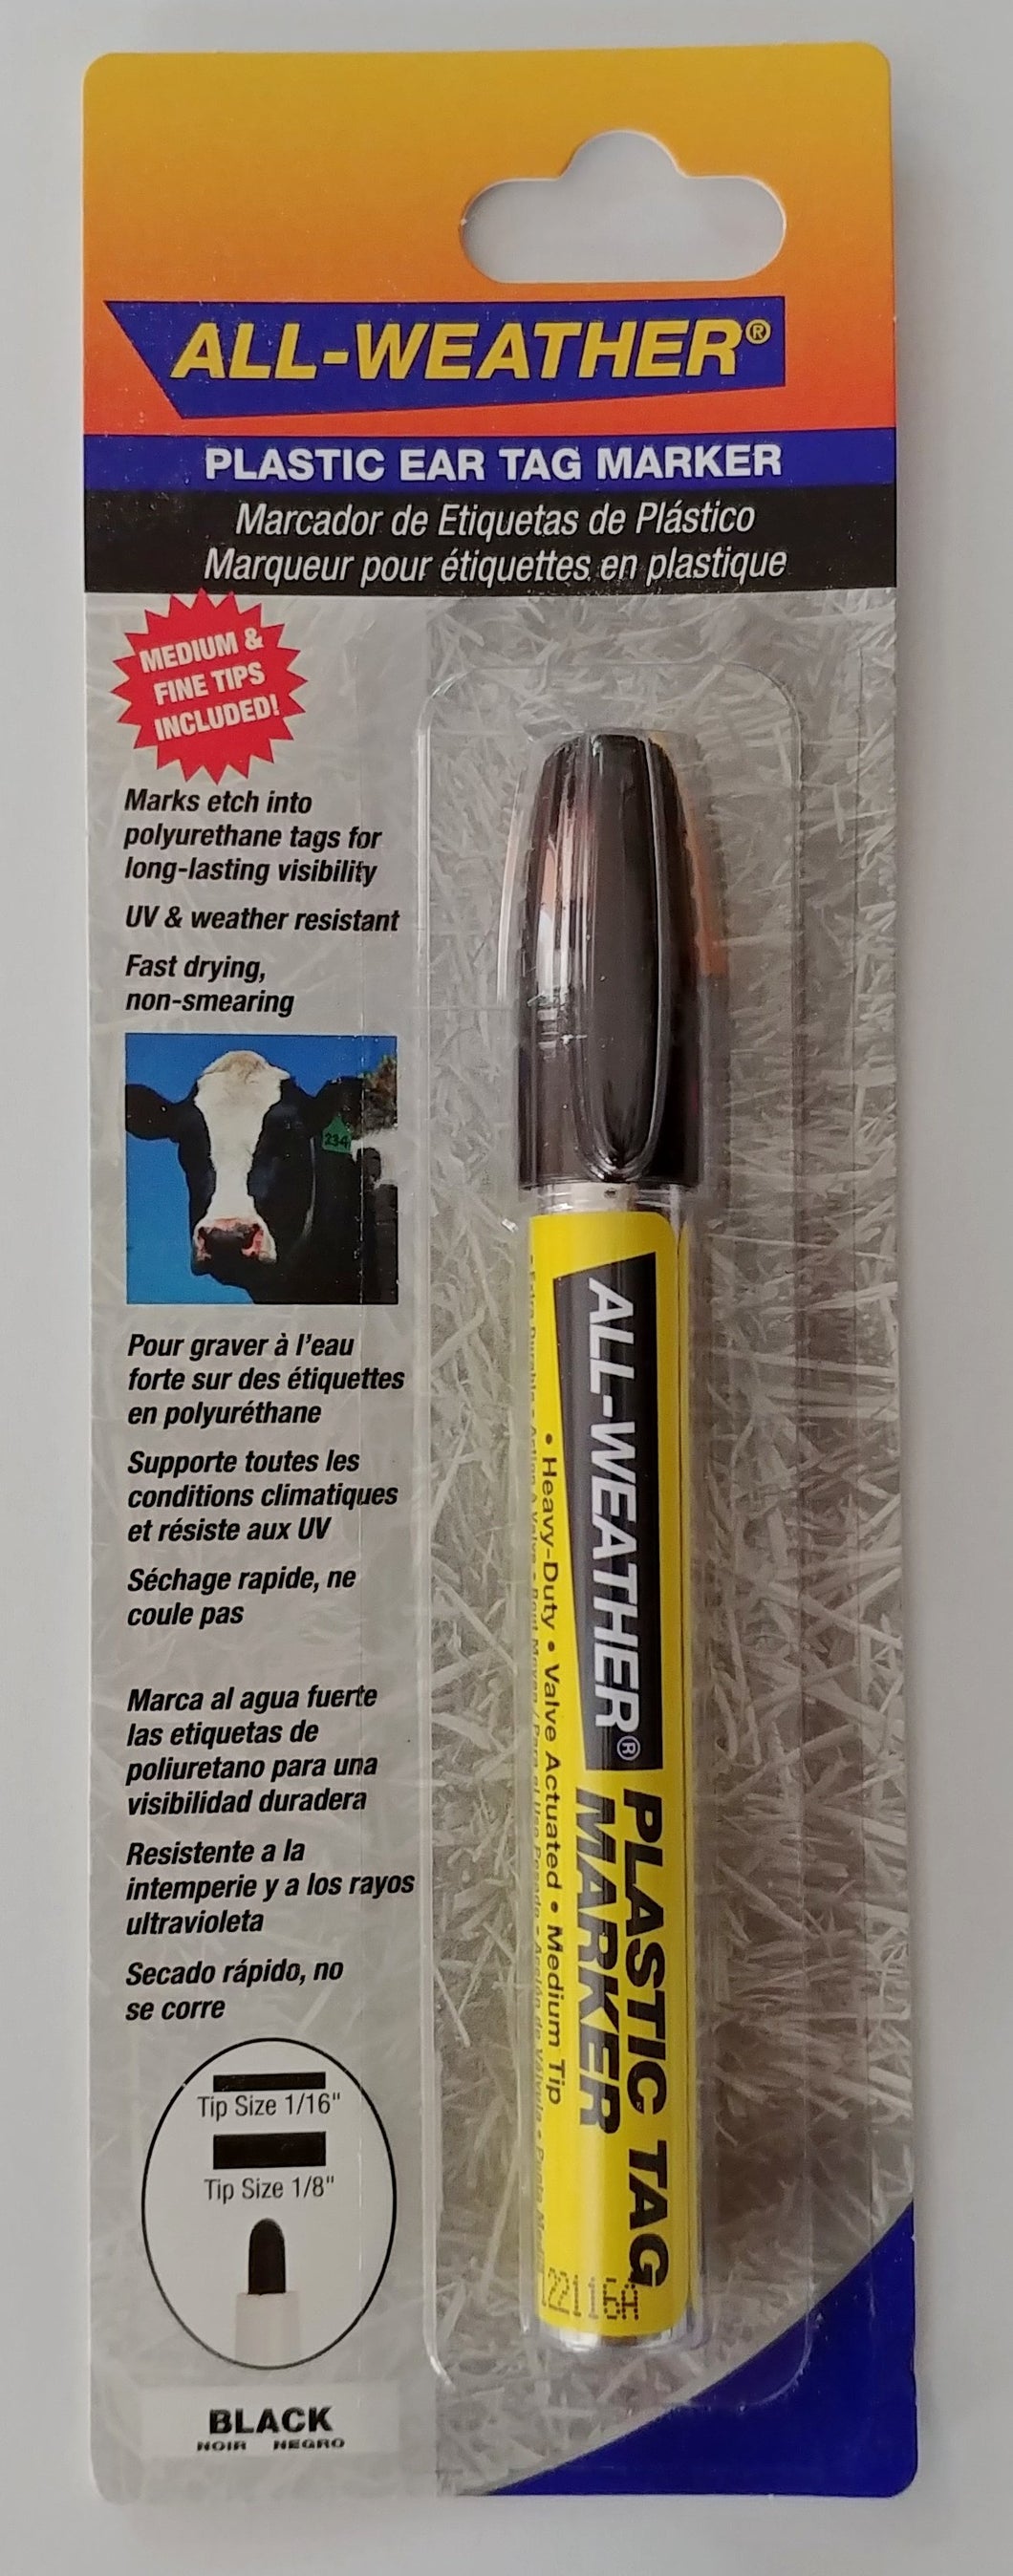 ALL-WEATHER®
PLASTIC EAR TAG MARKER
Marcador de Etiquetas de Plástico
Marqueur pour étiquettes en plastique
MEDIUM &
FINE TIPS
INCLUDED!
Marks etch into
polyurethane tags for
long-lasting visibility
UV & weather resistant
Fast drying,
non-smearing
234
Pour graver à l'eau
forte sur des étiquettes
en polyuréthane
Supporte toutes les
conditions climatiques
et résiste aux UV
Séchage rapide, ne
coule pas
Marca al agua fuerte
las etiquetas de
poliuretano para una
visibilidad duradera
Resistente a la
intemperie y a los rayos
ultravioleta
Secado rápido, no
se corre
Tip Size 1/16"
Tip Size 1/8"
BLACK
NOIR NEGRO
ALL-WEATHER®
PLASTIC TAG
MARKER
• Heavy-Duty • Valve Actuated • Medium Tip
22116A